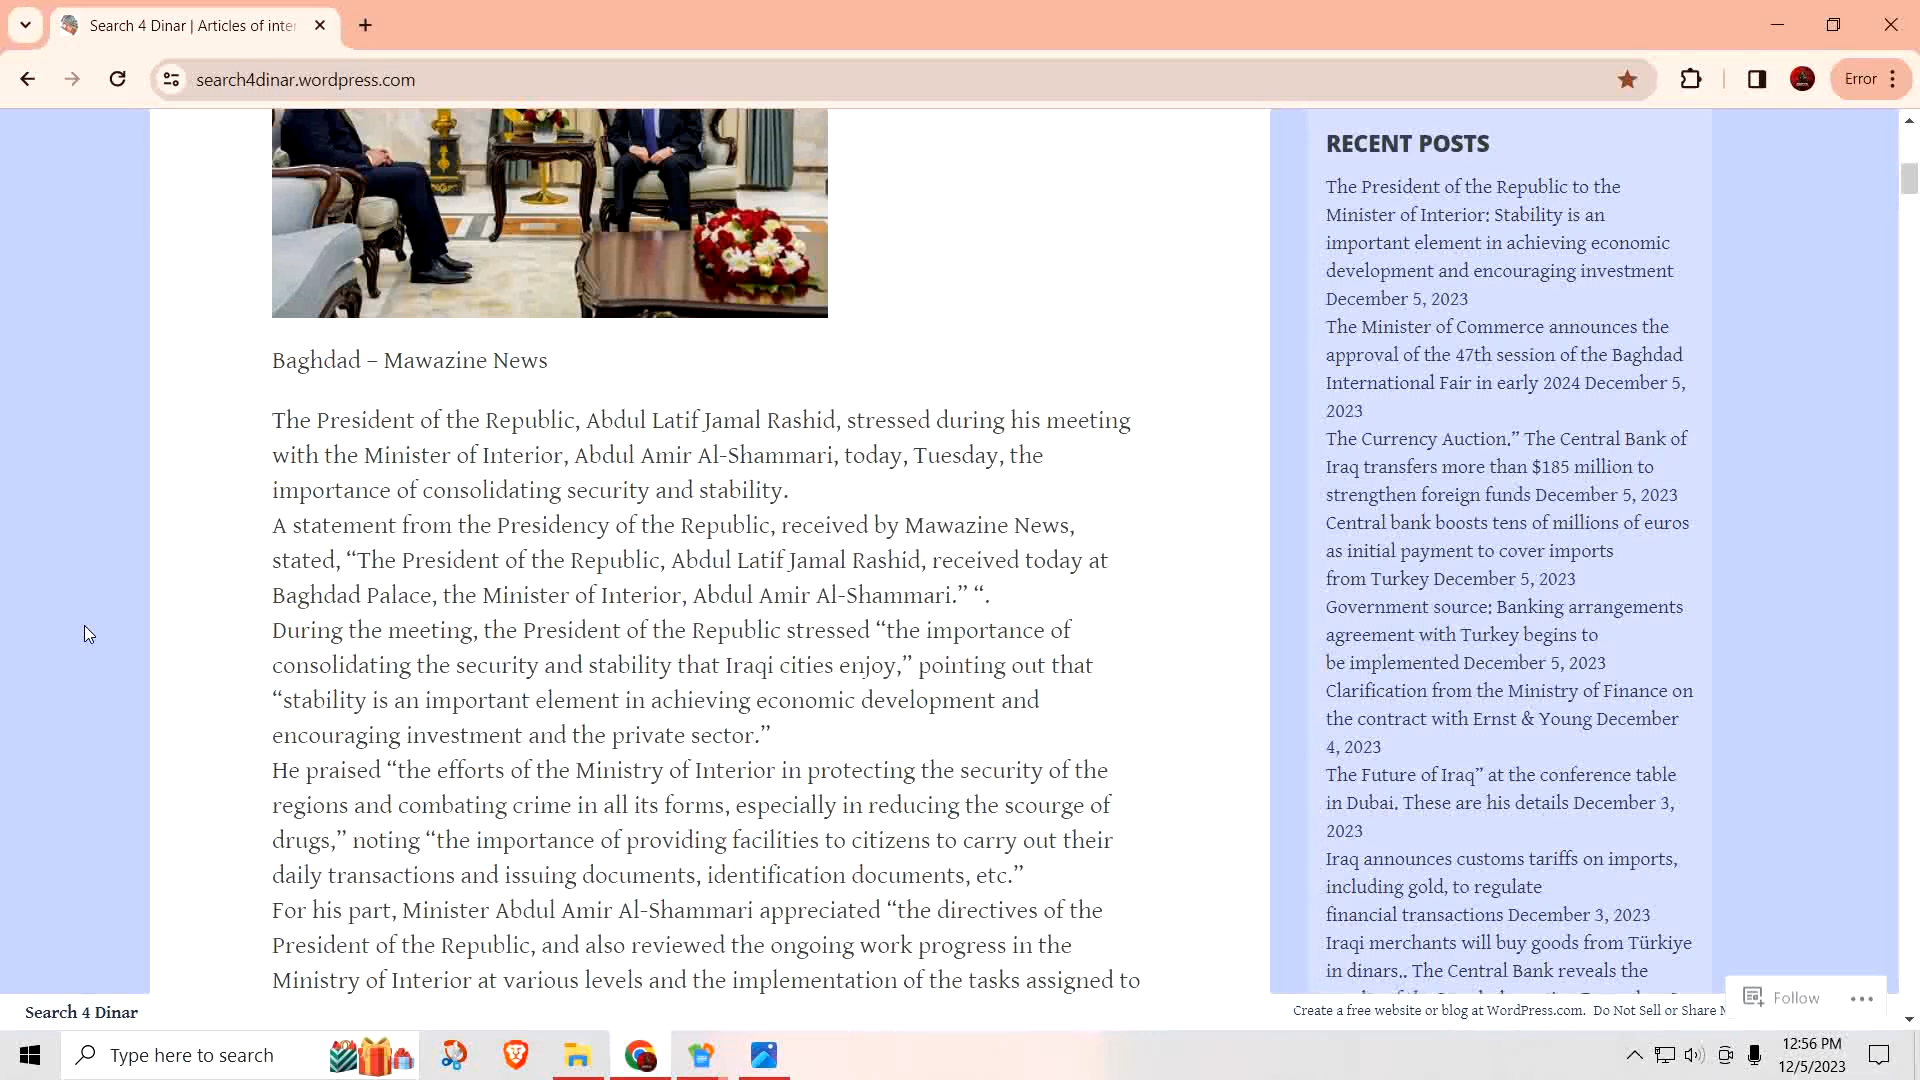 Search 4 Dinar | Articles of inter
search4dinar.wordpress.com
Error
Baghdad – Mawazine News
The President of the Republic, Abdul Latif Jamal Rashid, stressed during his meeting
with the Minister of Interior, Abdul Amir Al-Shammari, today, Tuesday, the
importance of consolidating security and stability.
A statement from the Presidency of the Republic, received by Mawazine News,
stated, “The President of the Republic, Abdul Latif Jamal Rashid, received today at
Baghdad Palace, the Minister of Interior, Abdul Amir Al-Shammari.” “.
During the meeting, the President of the Republic stressed “the importance of
consolidating the security and stability that Iraqi cities enjoy,” pointing out that
“stability is an important element in achieving economic development and
encouraging investment and the private sector.”
He praised “the efforts of the Ministry of Interior in protecting the security of the
regions and combating crime in all its forms, especially in reducing the scourge of
drugs,” noting “the importance of providing facilities to citizens to carry out their
daily transactions and issuing documents, identification documents, etc.”
For his part, Minister Abdul Amir Al-Shammari appreciated “the directives of the
President of the Republic, and also reviewed the ongoing work progress in the
Ministry of Interior at various levels and the implementation of the tasks assigned to
RECENT POSTS
The President of the Republic to the
Minister of Interior: Stability is an
important element in achieving economic
development and encouraging investment
December 5, 2023
The Minister of Commerce announces the
approval of the 47th session of the Baghdad
International Fair in early 2024 December 5,
2023
The Currency Auction.” The Central Bank of
Iraq transfers more than $185 million to
strengthen foreign funds December 5, 2023
Central bank boosts tens of millions of euros
as initial payment to cover imports
from Turkey December 5, 2023
Government source: Banking arrangements
agreement with Turkey begins to
be implemented December 5, 2023
Clarification from the Ministry of Finance on
the contract with Ernst & Young December
4, 2023
The Future of Iraq” at the conference table
in Dubai. These are his details December 3,
2023
Iraq announces customs tariffs on imports,
including gold, to regulate
financial transactions December 3, 2023
Iraqi merchants will buy goods from Türkiye
in dinars.. The Central Bank reveals the
Follow
Search 4 Dinar
Create a free website or blog at WordPress.com. Do Not Sell or Share
Type here to search
12:56 PM
12/5/2023